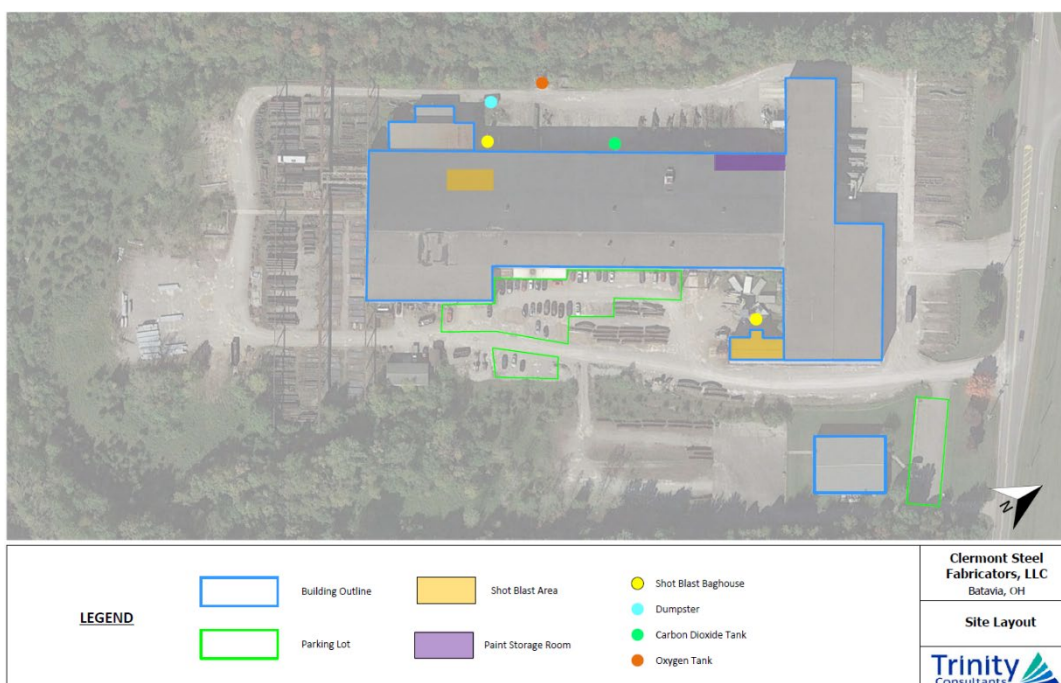 N
LEGEND
Building Outline
Parking Lot
Shot Blast Area
Paint Storage Room
Shot Blast Baghouse
Dumpster
Carbon Dioxide Tank
Oxygen Tank
Clermont Steel
Fabricators, LLC
Batavia, OH
Site Layout
Trinity
Consultants